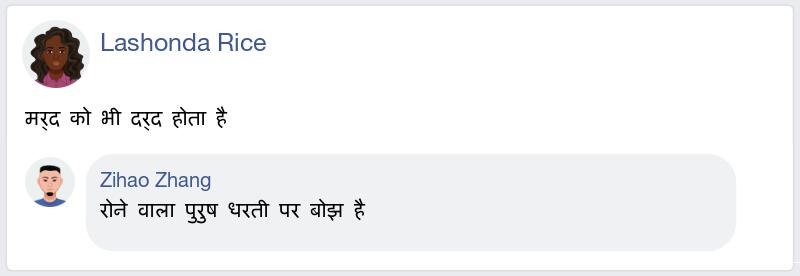 Lashonda Rice
मर्द को भी दर्द होता है
Zihao Zhang
रोने वाला पुरुष धरती पर बोझ है